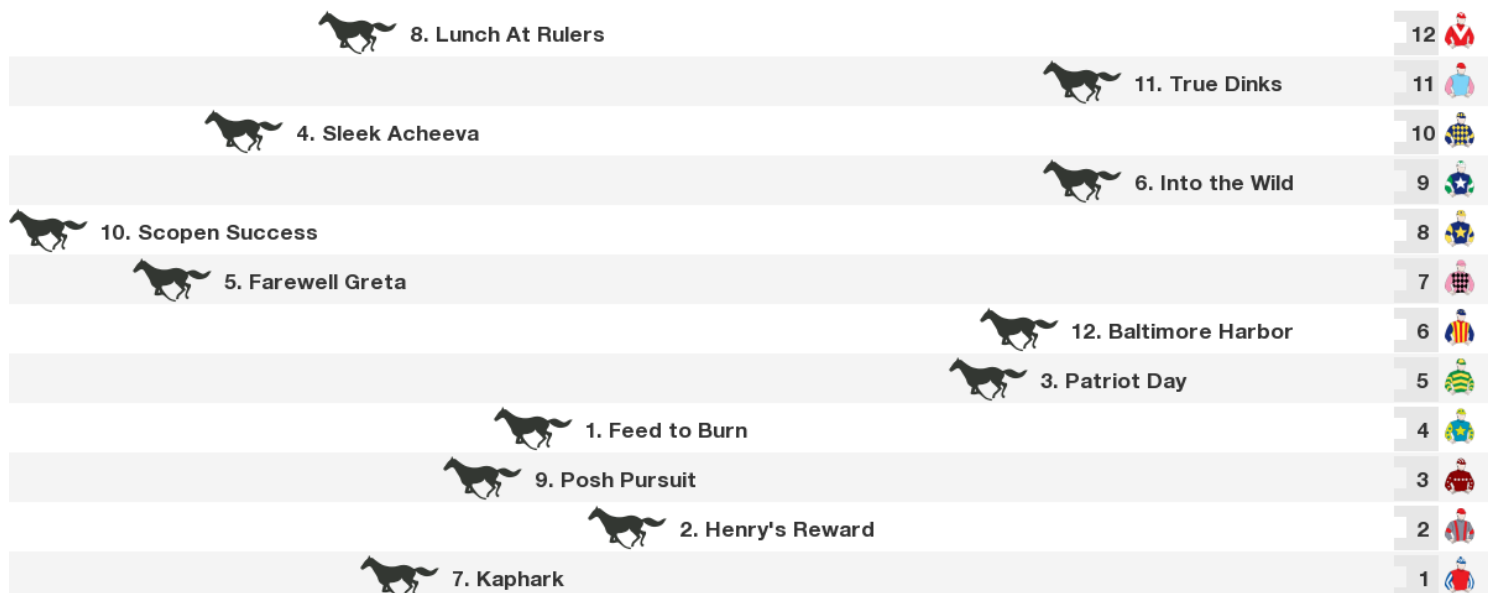 8. Lunch At Rulers 12
11. True Dinks 11
4. Sleek Acheeva 10
6. Into the Wild 9
10. Scopen Success 8
5. Farewell Greta 7
12. Baltimore Harbor 6
3. Patriot Day 5
1. Feed to Burn 4
9. Posh Pursuit 3
2. Henry's Reward 2
7. Kaphark 1